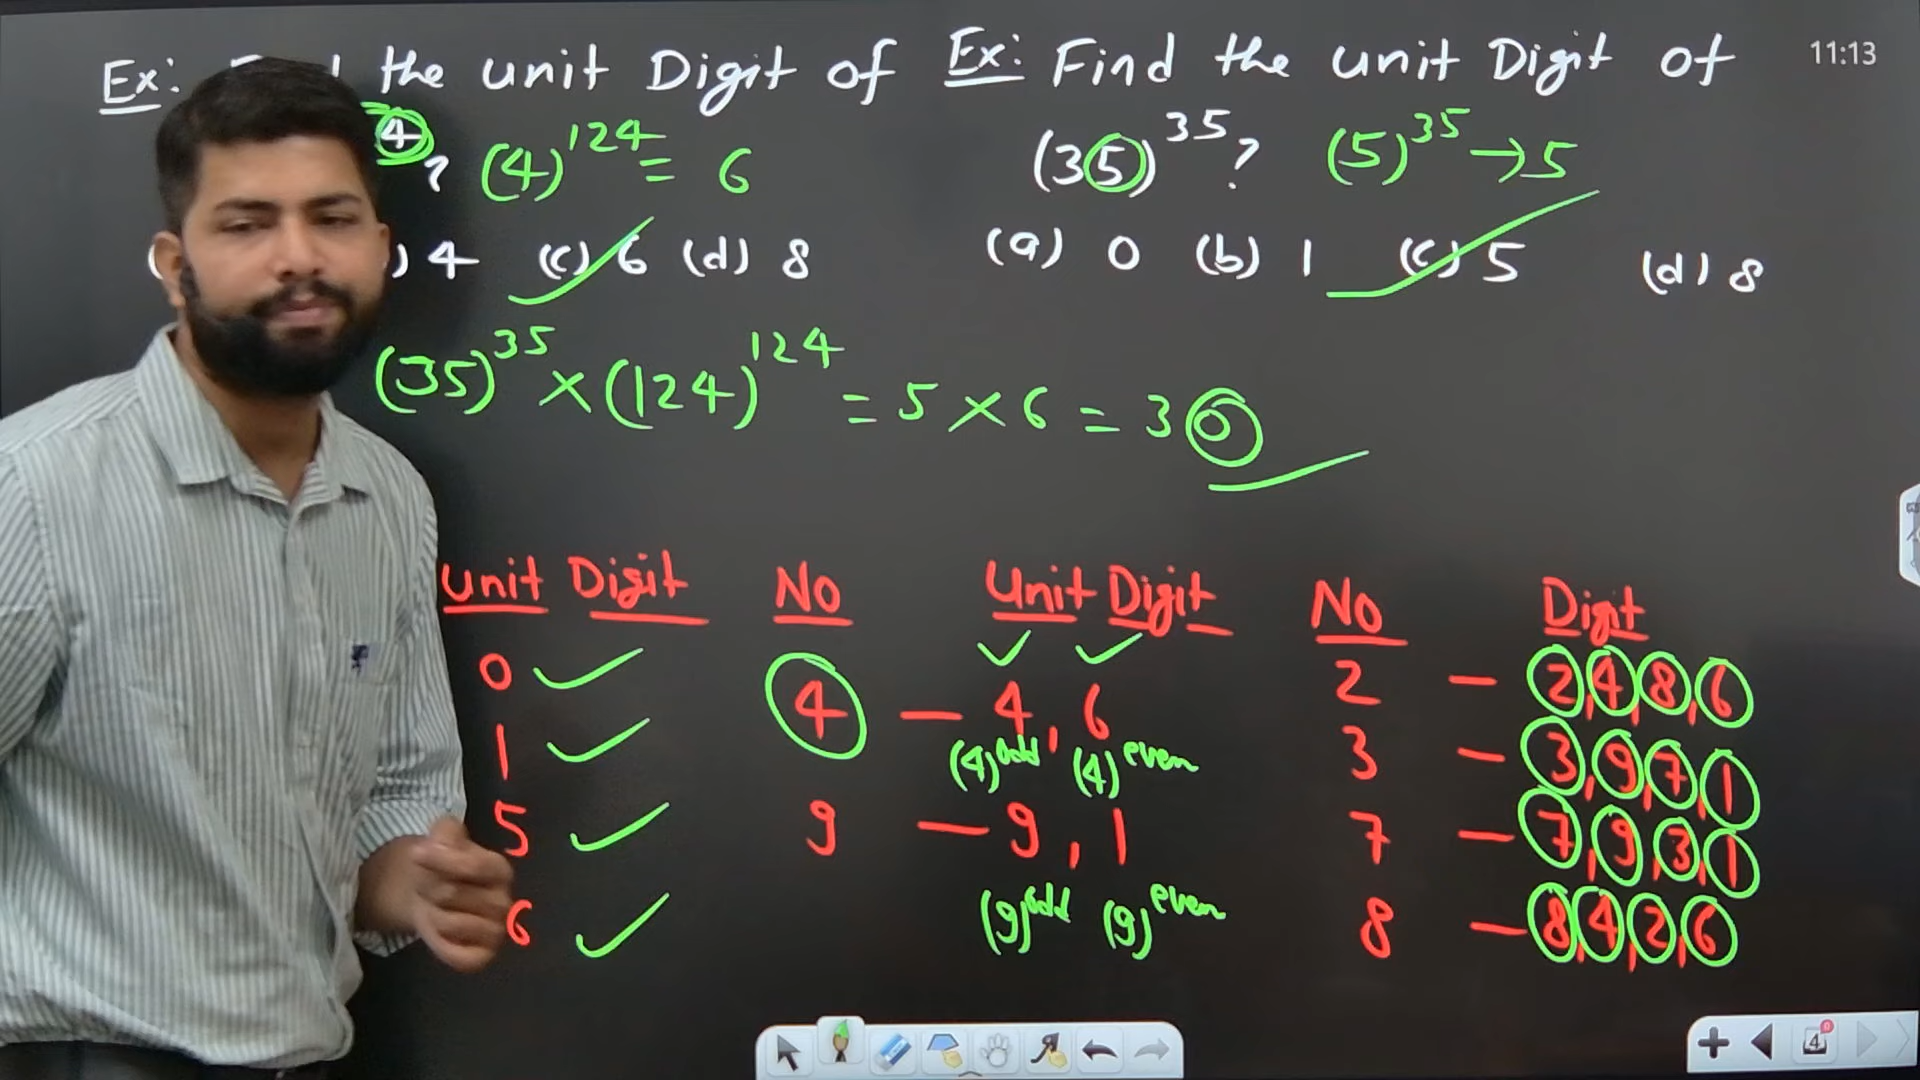 Ex: the unit Digit of
4 ? (4)^124 = 6
) 4 (c) 6 (d) 8
Ex: Find the unit Digit of
(35)^35 ? (5)^35 → 5
(a) 0 (b) 1 (c) 5 (d) 8
11:13
(35)^35 × (124)^124 = 5 × 6 = 30
Unit Digit
0
1
5
6
No Unit Digit
4 — 4, 6
(4)^odd (4)^even
9 — 9, 1
(9)^odd (9)^even
No Digit
2 — 2,4,8,6
3 — 3,9,7,1
7 — 7,9,3,1
8 — 8,4,2,6
4
0